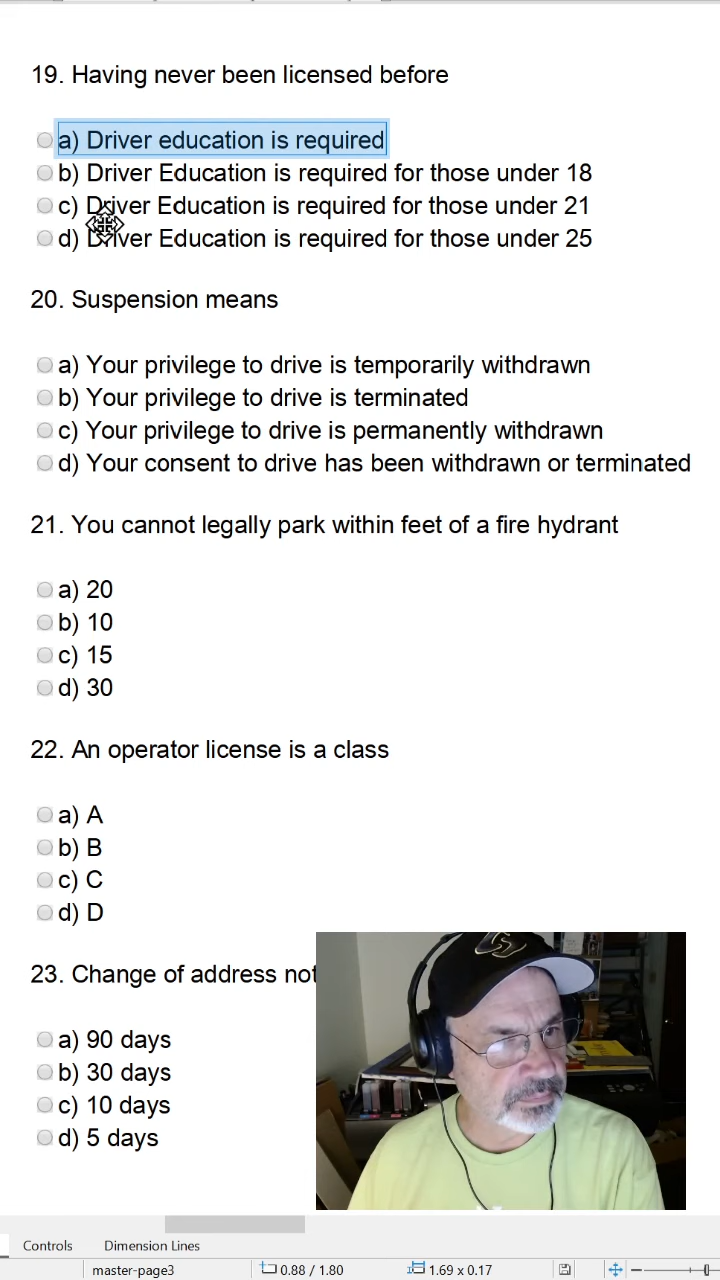 19. Having never been licensed before
a) Driver education is required
b) Driver Education is required for those under 18
c) Driver Education is required for those under 21
d) Driver Education is required for those under 25
20. Suspension means
a) Your privilege to drive is temporarily withdrawn
b) Your privilege to drive is terminated
c) Your privilege to drive is permanently withdrawn
d) Your consent to drive has been withdrawn or terminated
21. You cannot legally park within feet of a fire hydrant
a) 20
b) 10
c) 15
d) 30
22. An operator license is a class
a) A
b) B
c) C
d) D
23. Change of address not
a) 90 days
b) 30 days
c) 10 days
d) 5 days
Controls Dimension Lines
master-page3 0.88 / 1.80 1.69 x 0.17